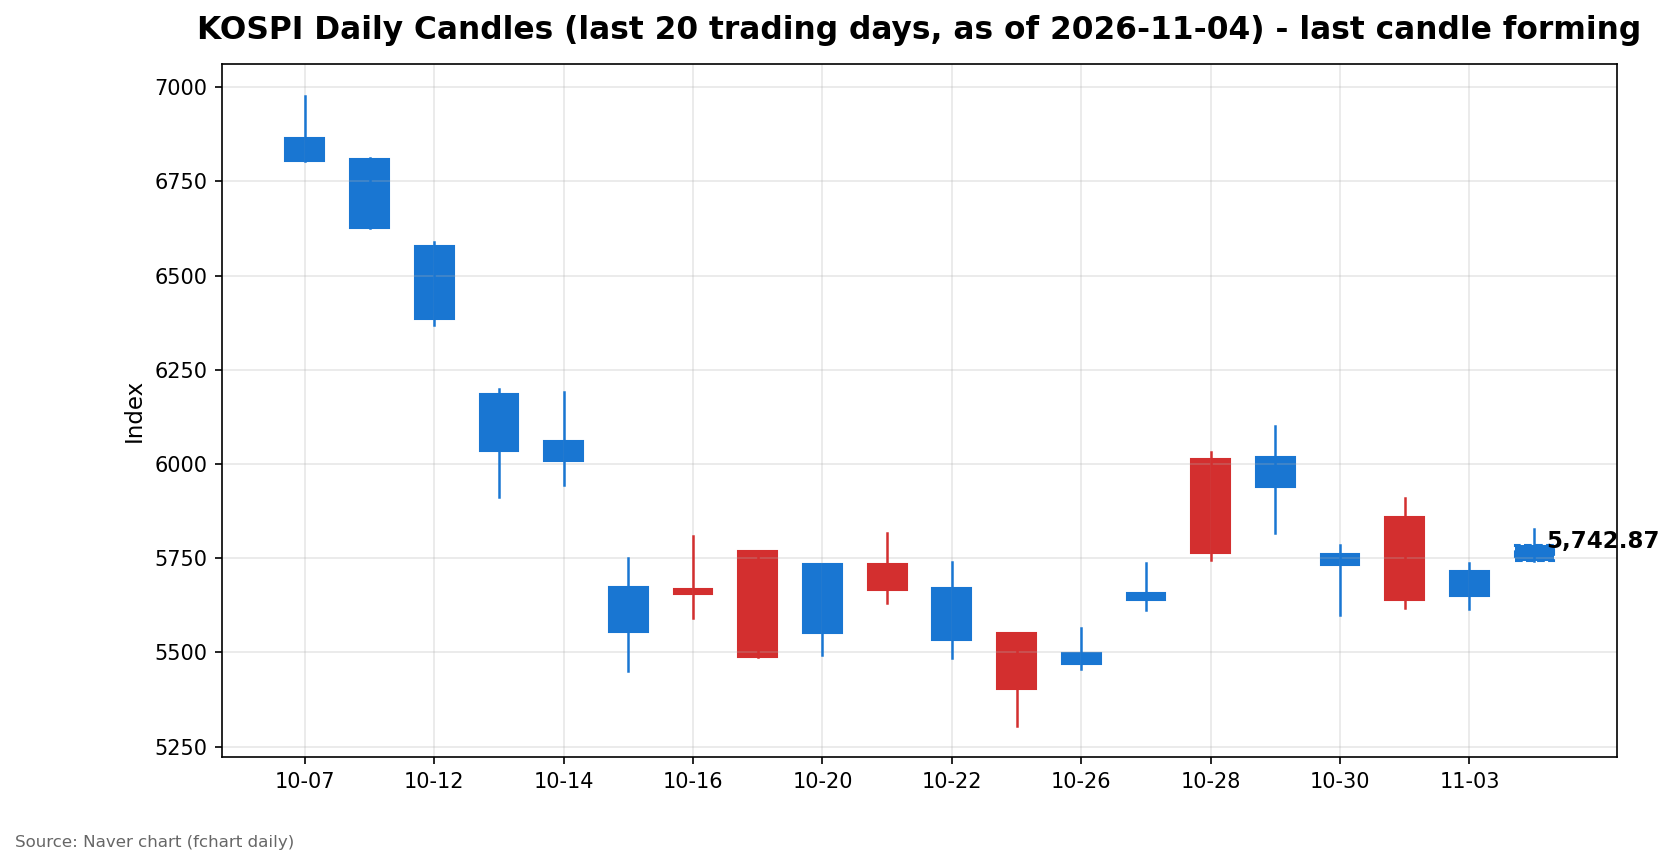 KOSPI Daily Candles (last 20 trading days, as of 2026-11-04) - last candle forming
7000
6750
6500
6250
6000
5750
5500
5250
Index
5,742.87
10-07 10-12 10-14 10-16 10-20 10-22 10-26 10-28 10-30 11-03
Source: Naver chart (fchart daily)